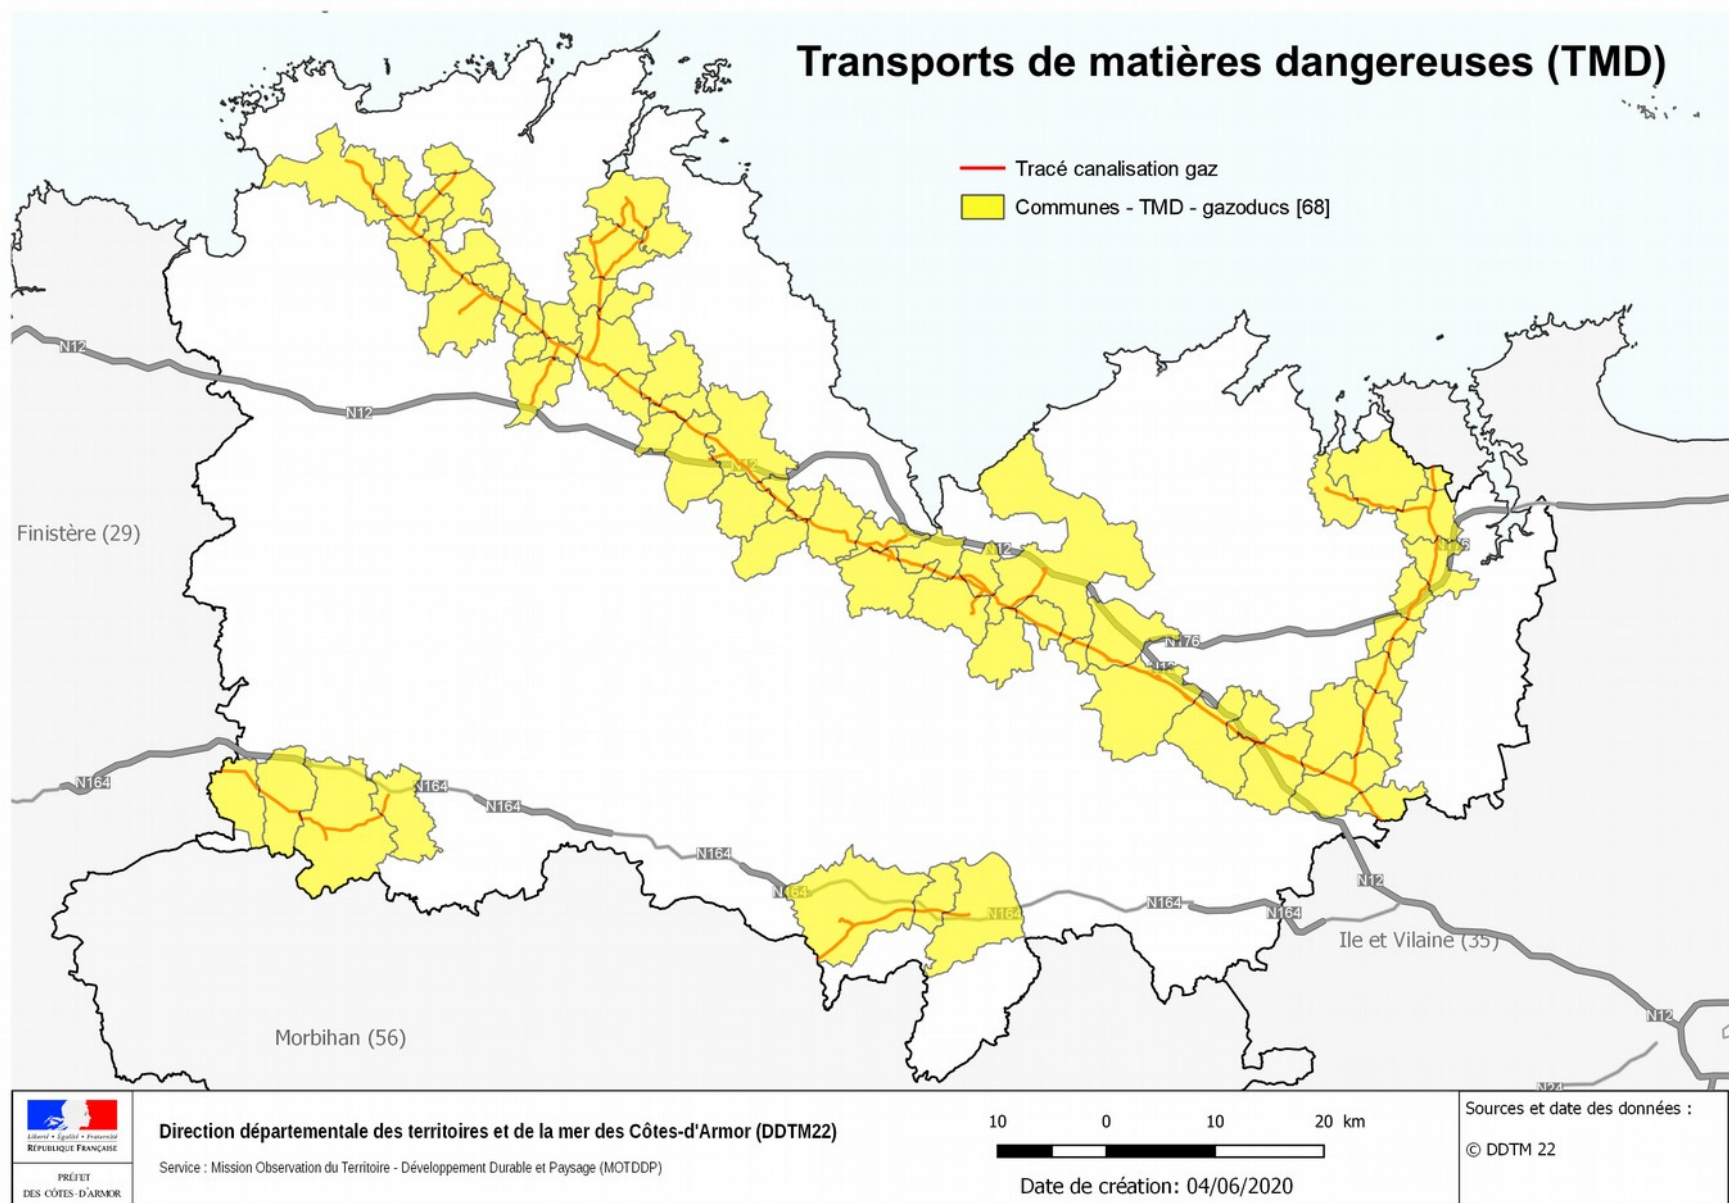 Transports de matières dangereuses (TMD)
Tracé canalisation gaz
Communes - TMD - gazoducs [68]
N12
N12
N12
Finistère (29)
N12
N176
N12
N164
N164
N164
N164
N164
N164
N164
N164
N12
Ile et Vilaine (35)
N12
Morbihan (56)
N24
Liberté • Égalité • Fraternité
RÉPUBLIQUE FRANÇAISE
PRÉFET
DES CÔTES-D'ARMOR
Direction départementale des territoires et de la mer des Côtes-d'Armor (DDTM22)
Service : Mission Observation du Territoire - Développement Durable et Paysage (MOTDDP)
10 0 10 20 km
Date de création: 04/06/2020
Sources et date des données :
© DDTM 22